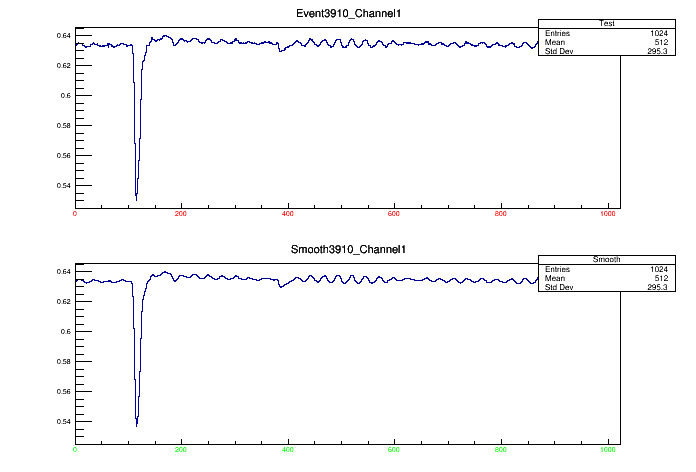 Event3910_Channel1
Test
Entries 1024
Mean 512
Std Dev 295.3
0.64
0.62
0.6
0.58
0.56
0.54
0 200 400 600 800 1000
Smooth3910_Channel1
Smooth
Entries 1024
Mean 512
Std Dev 295.3
0.64
0.62
0.6
0.58
0.56
0.54
0 200 400 600 800 1000